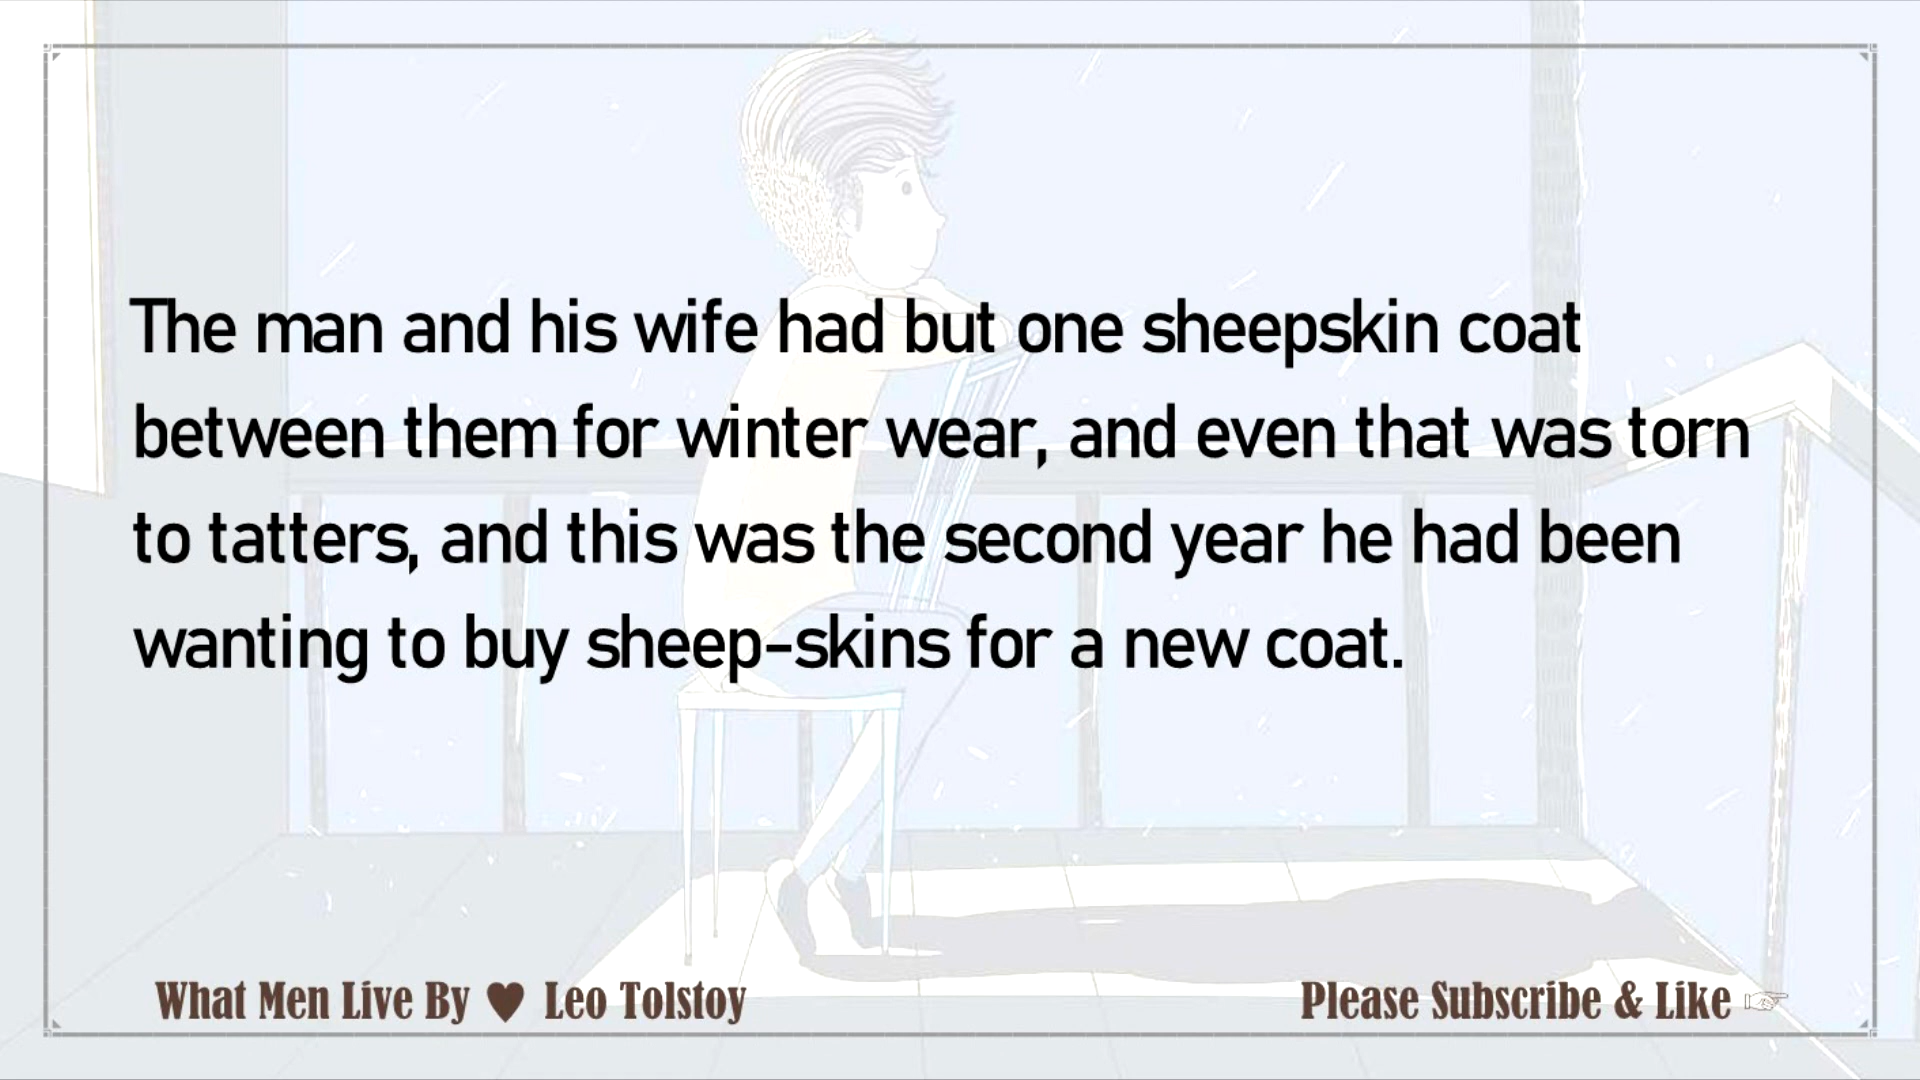 The man and his wife had but one sheepskin coat
between them for winter wear, and even that was torn
to tatters, and this was the second year he had been
wanting to buy sheep-skins for a new coat.
What Men Live By ♥ Leo Tolstoy
Please Subscribe & Like ☞